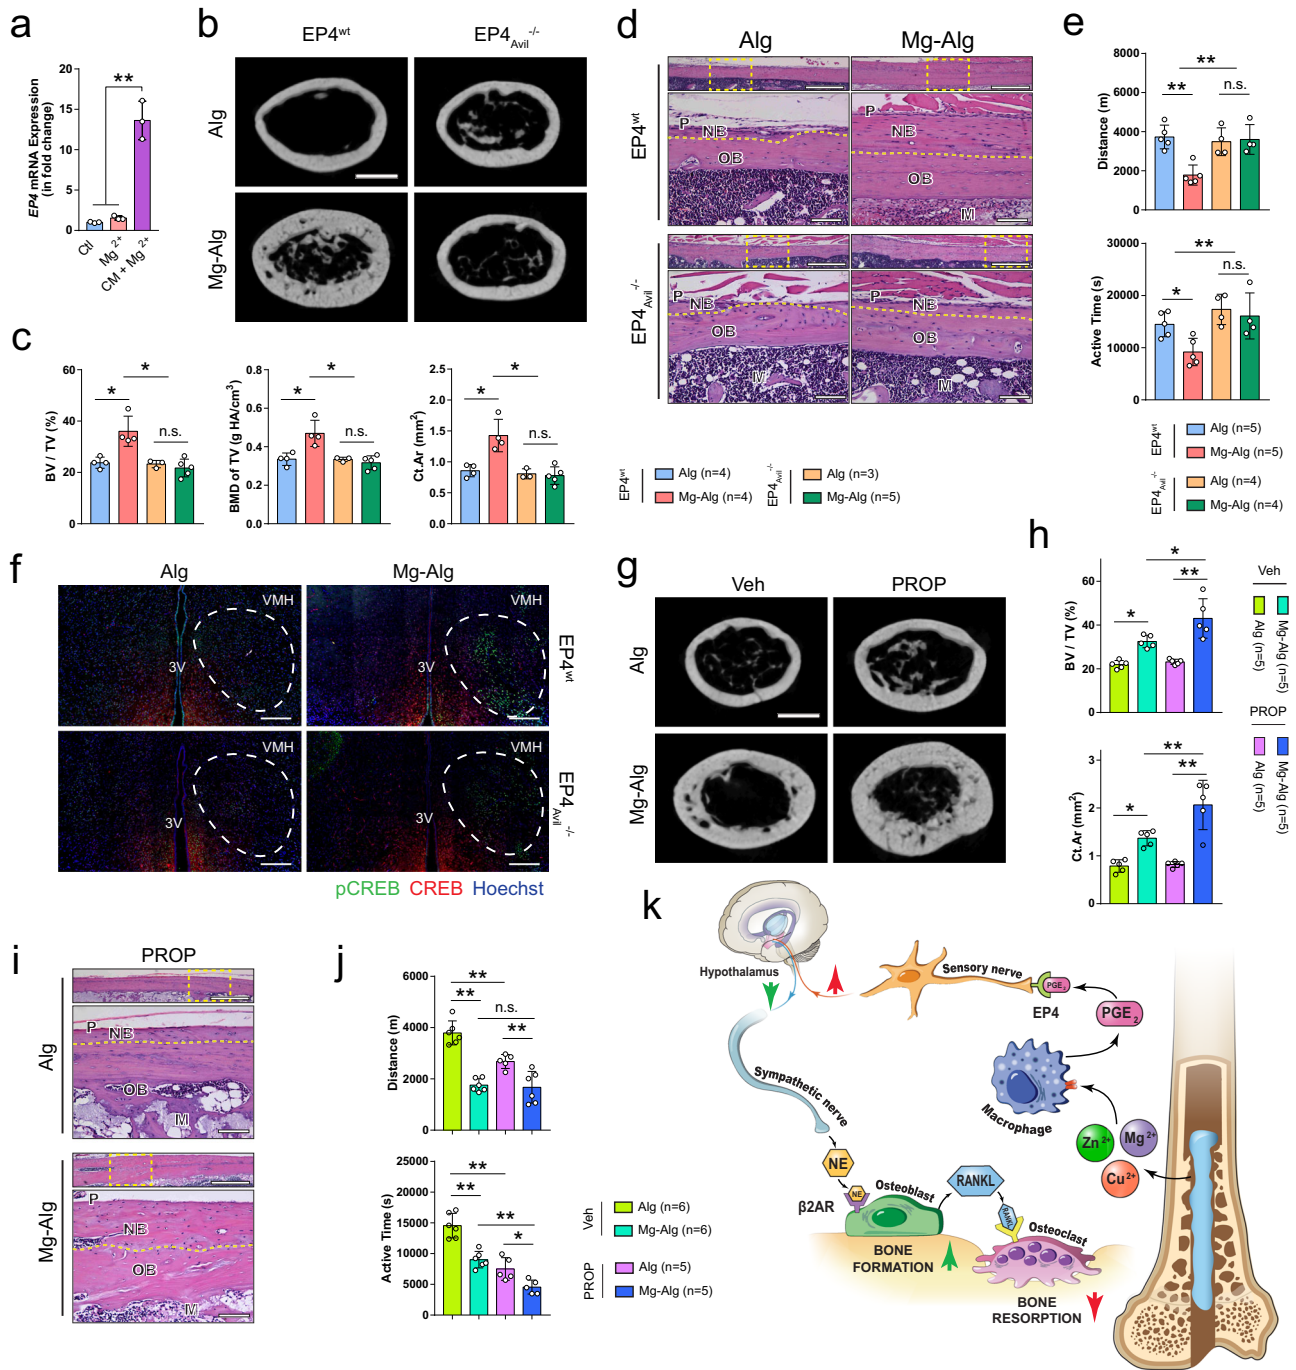 a
EP4 mRNA Expression
(in fold change)
20
15
10
5
0
**
Ctl
Mg 2+
CM + Mg 2+
b
EP4wt
EP4Avil-/-
Alg
Mg-Alg
c
BV / TV (%)
60
40
20
0
*
*
n.s.
BMD of TV (g HA/cm3)
0.8
0.6
0.4
0.2
0.0
*
*
n.s.
Ct.Ar (mm2)
2.5
2.0
1.5
1.0
0.5
0.0
*
*
n.s.
EP4wt
Alg (n=4)
Mg-Alg (n=4)
EP4Avil-/-
Alg (n=3)
Mg-Alg (n=5)
d
Alg
Mg-Alg
EP4wt
P
NB
OB
P
NB
OB
M
EP4Avil-/-
P
NB
OB
M
P
NB
OB
M
e
Distance (m)
8000
6000
4000
2000
0
**
**
n.s.
Active Time (s)
30000
20000
10000
0
**
*
n.s.
EP4wt
Alg (n=5)
Mg-Alg (n=5)
EP4Avil-/-
Alg (n=4)
Mg-Alg (n=4)
f
Alg
Mg-Alg
VMH
3V
VMH
3V
EP4wt
VMH
3V
VMH
3V
EP4Avil-/-
pCREB CREB Hoechst
g
Veh
PROP
Alg
Mg-Alg
h
BV / TV (%)
60
40
20
0
*
**
*
Ct.Ar (mm2)
3
2
1
0
**
**
*
Veh
Alg (n=5)
Mg-Alg (n=5)
PROP
Alg (n=5)
Mg-Alg (n=5)
i
PROP
Alg
P
NB
OB
M
Mg-Alg
P
NB
OB
M
j
Distance (m)
6000
4000
2000
0
**
**
n.s.
**
Active Time (s)
25000
20000
15000
10000
5000
0
**
**
**
*
Veh
Alg (n=6)
Mg-Alg (n=6)
PROP
Alg (n=5)
Mg-Alg (n=5)
k
Hypothalamus
Sensory nerve
PGE2
EP4
PGE2
Macrophage
Zn2+
Mg2+
Cu2+
Sympathetic nerve
NE
NE
β2AR
Osteoblast
RANKL
RANKL
Osteoclast
BONE
FORMATION
BONE
RESORPTION